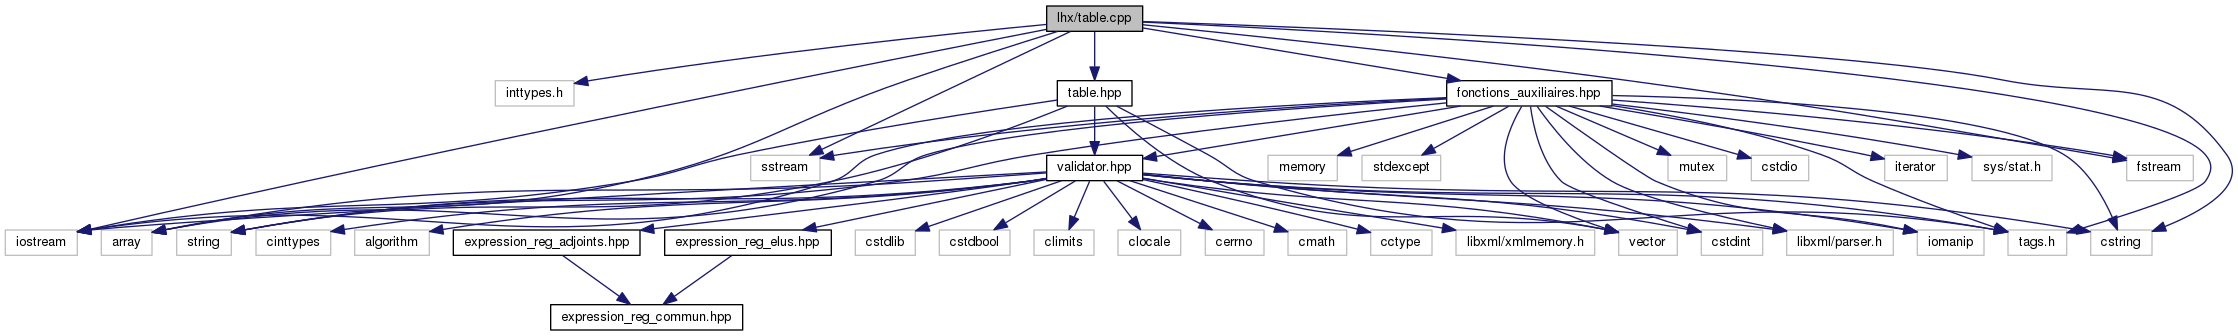 lhx/table.cpp
inttypes.h
table.hpp
fonctions_auxiliaires.hpp
sstream
validator.hpp
memory
stdexcept
mutex
cstdio
iterator
sys/stat.h
fstream
iostream
array
string
cinttypes
algorithm
expression_reg_adjoints.hpp
expression_reg_elus.hpp
cstdlib
cstdbool
climits
clocale
cerrno
cmath
cctype
libxml/xmlmemory.h
vector
cstdint
libxml/parser.h
iomanip
tags.h
cstring
expression_reg_commun.hpp